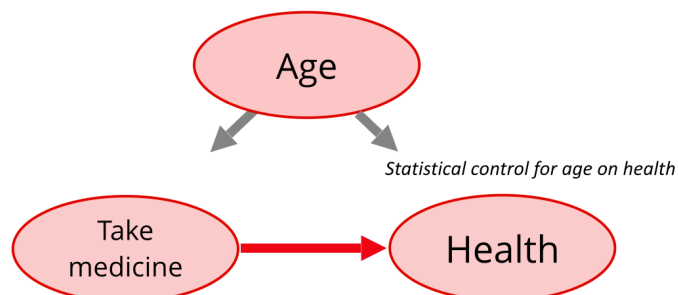 Age
Statistical control for age on health
Take
medicine
Health